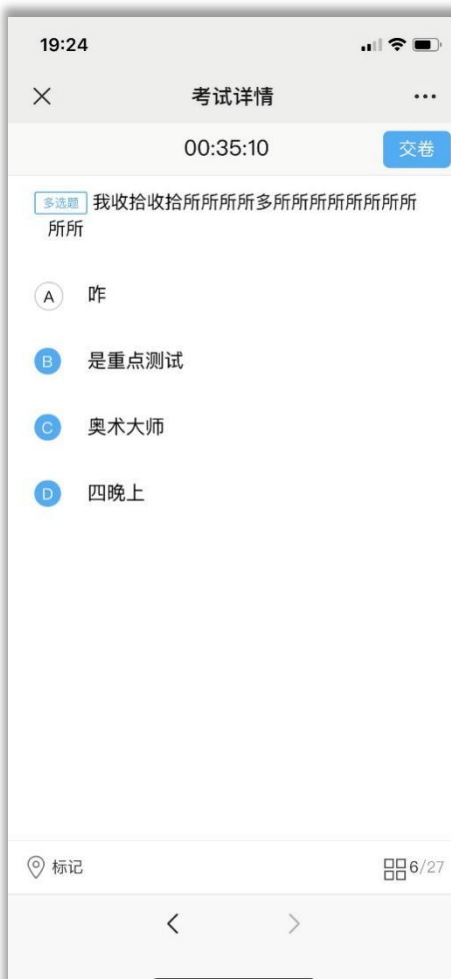 19:24
考试详情
00:35:10
交卷
多选题 我收拾收拾所所所所多所所所所所所所所
所所
A 咋
B 是重点测试
C 奥术大师
D 四晚上
标记
6/27